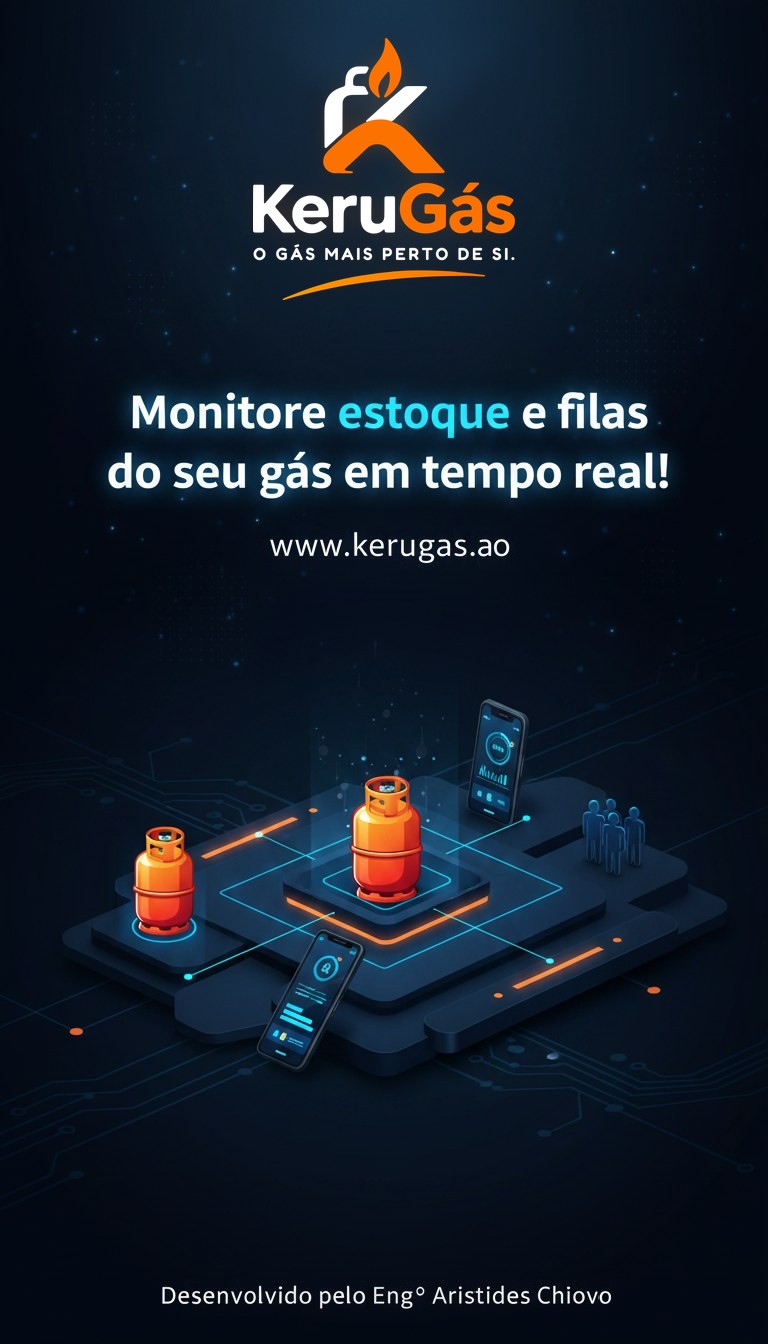 KeruGás
O GÁS MAIS PERTO DE SI.
Monitore estoque e filas
do seu gás em tempo real!
www.kerugas.ao
Desenvolvido pelo Engº Aristides Chiovo